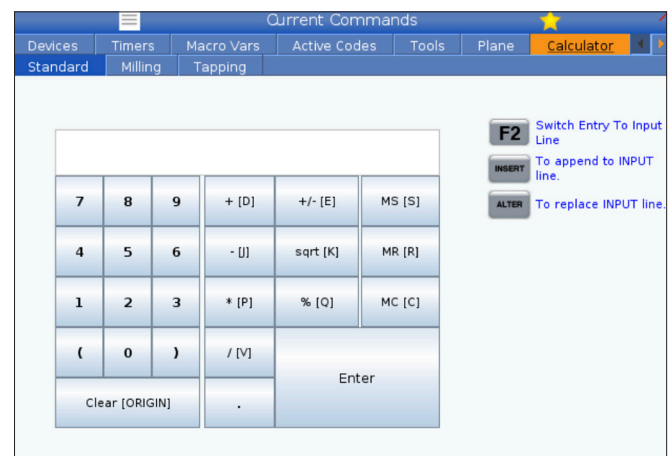 Current Commands
Devices Timers Macro Vars Active Codes Tools Plane Calculator
Standard Milling Tapping
F2 Switch Entry To Input
Line
INSERT To append to INPUT
line.
ALTER To replace INPUT line.
7 8 9 + [D] +/- [E] MS [S]
4 5 6 - [J] sqrt [K] MR [R]
1 2 3 * [P] % [Q] MC [C]
( 0 ) / [V] Enter
Clear [ORIGIN] .